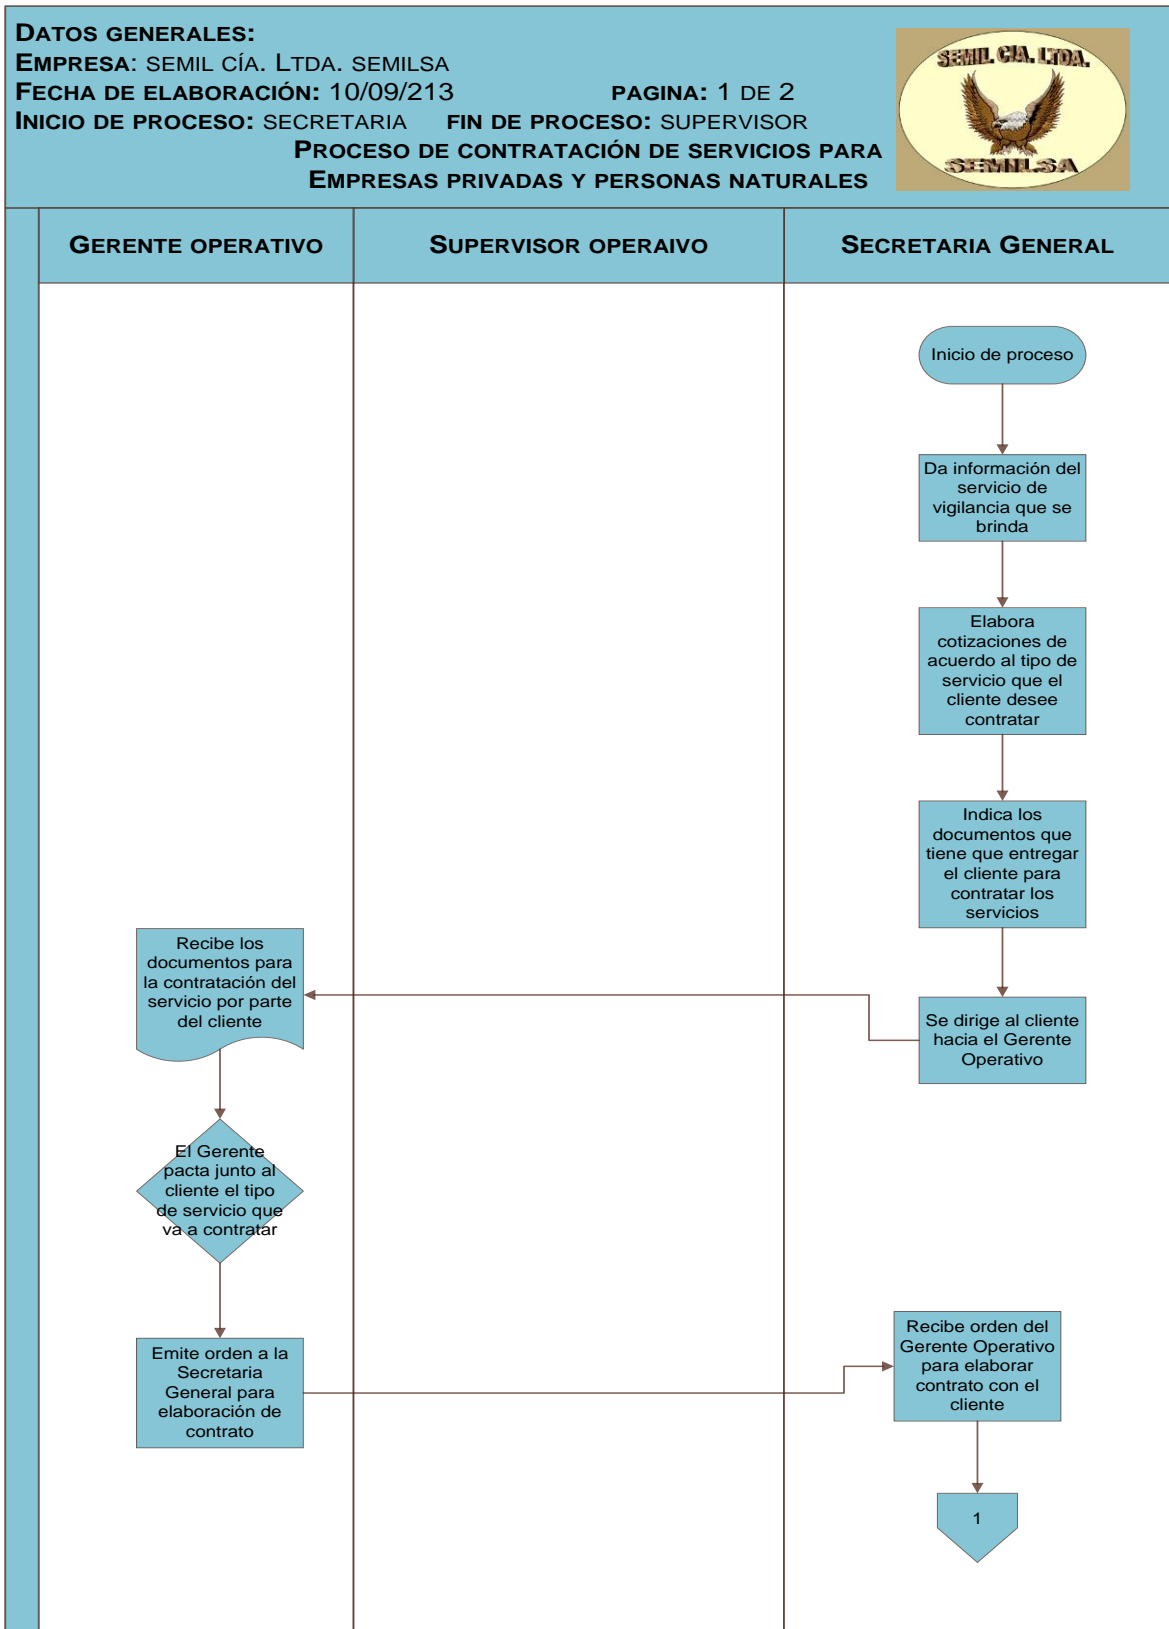 DATOS GENERALES:
EMPRESA: SEMIL CÍA. LTDA. SEMILSA
FECHA DE ELABORACIÓN: 10/09/213 PAGINA: 1 DE 2
INICIO DE PROCESO: SECRETARIA FIN DE PROCESO: SUPERVISOR
PROCESO DE CONTRATACIÓN DE SERVICIOS PARA
EMPRESAS PRIVADAS Y PERSONAS NATURALES
SEMIL CIA. LTDA.
SEMILSA
GERENTE OPERATIVO SUPERVISOR OPERAIVO SECRETARIA GENERAL
Inicio de proceso
Da información del
servicio de
vigilancia que se
brinda
Elabora
cotizaciones de
acuerdo al tipo de
servicio que el
cliente desee
contratar
Indica los
documentos que
tiene que entregar
el cliente para
contratar los
servicios
Se dirige al cliente
hacia el Gerente
Operativo
Recibe los
documentos para
la contratación del
servicio por parte
del cliente
El Gerente
pacta junto al
cliente el tipo
de servicio que
va a contratar
Emite orden a la
Secretaria
General para
elaboración de
contrato
Recibe orden del
Gerente Operativo
para elaborar
contrato con el
cliente
1